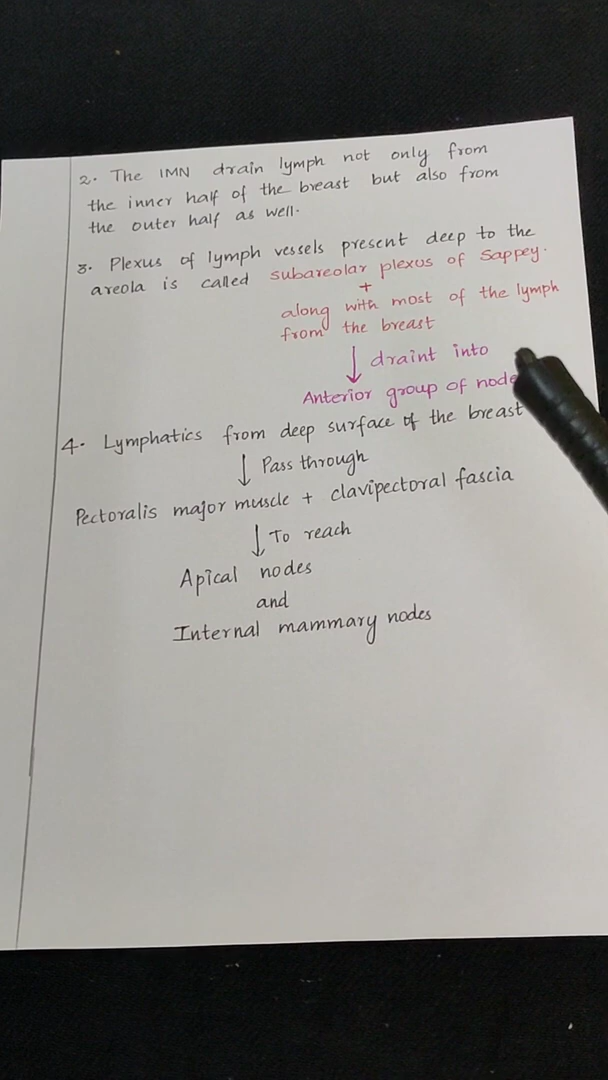 2. The IMN drain lymph not only from
the inner half of the breast but also from
the outer half as well.
3. Plexus of lymph vessels present deep to the
areola is called subareolar plexus of Sappey.
+
along with most of the lymph
from the breast
↓ draint into
Anterior group of node
4. Lymphatics from deep surface of the breast
↓ Pass through
Pectoralis major muscle + clavipectoral fascia
↓ To reach
Apical nodes
and
Internal mammary nodes